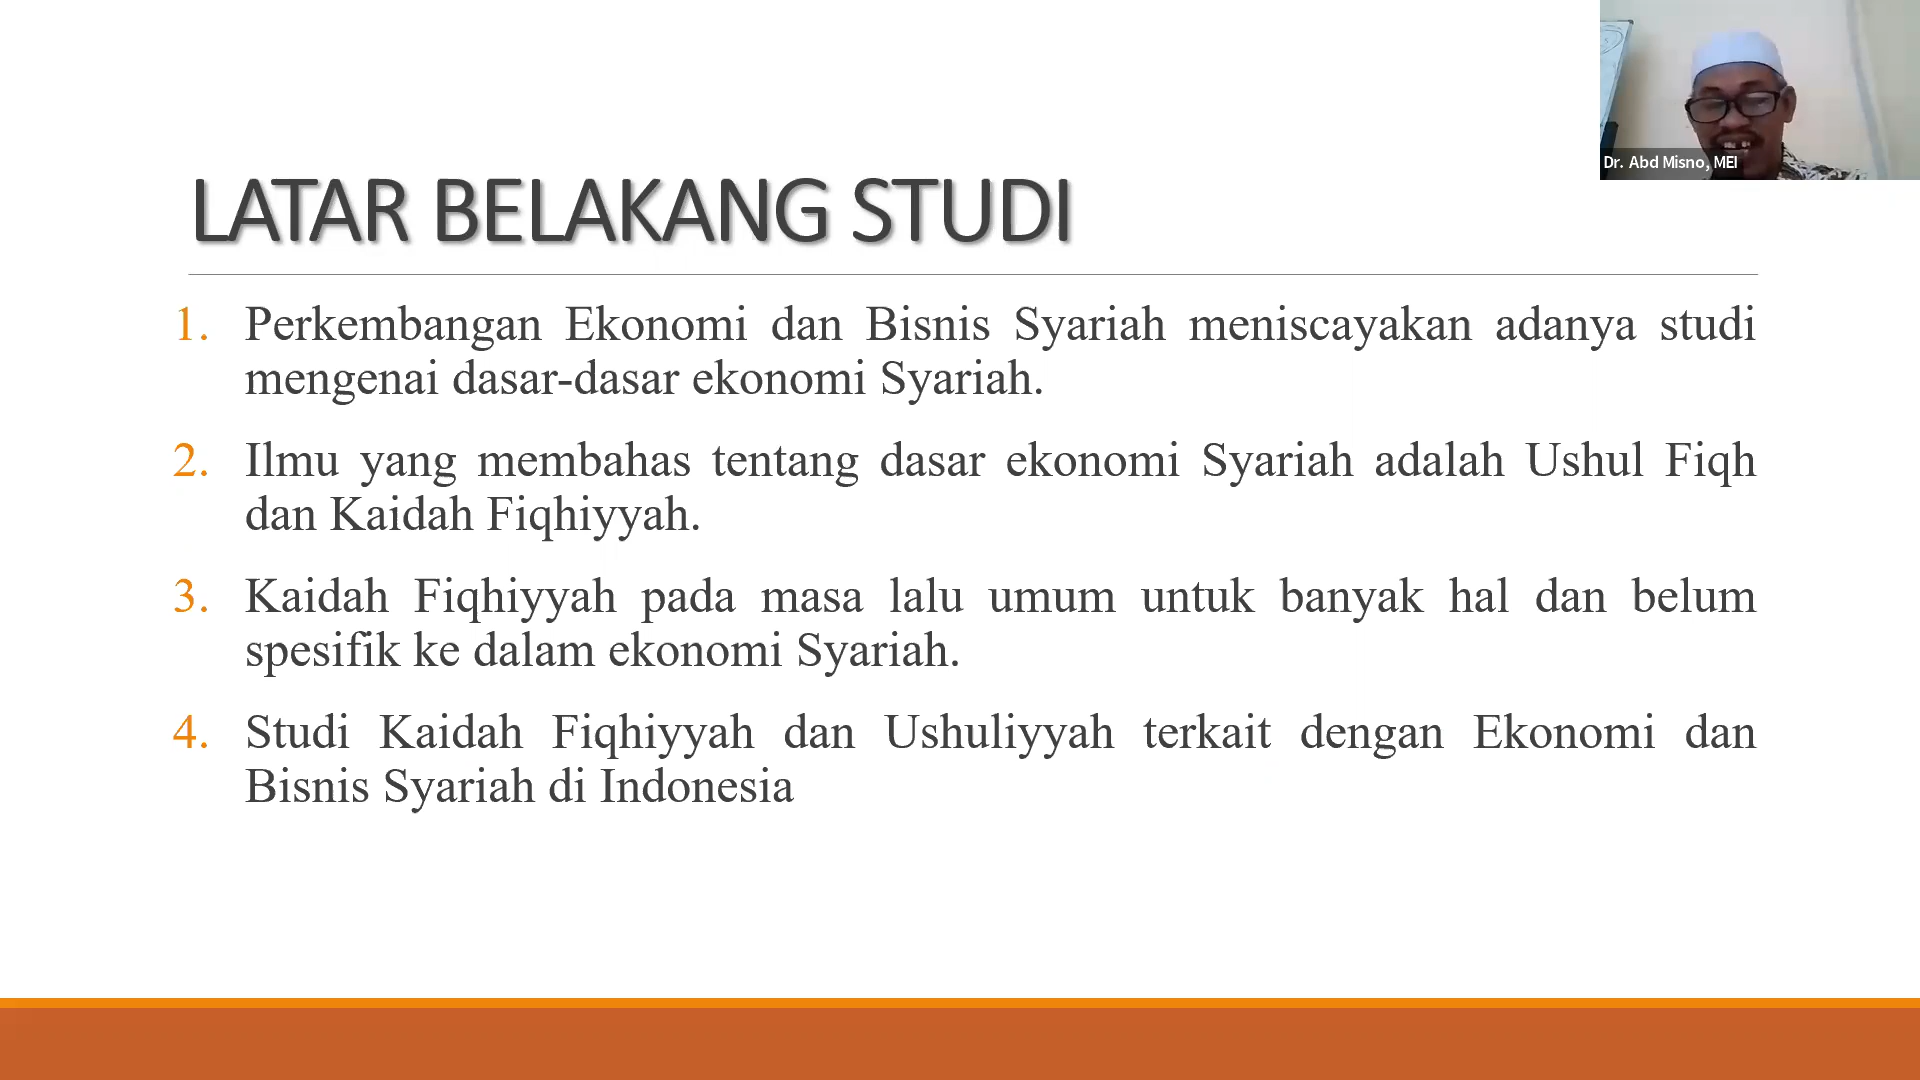 Dr. Abd Misno, MEI
LATAR BELAKANG STUDI
1. Perkembangan Ekonomi dan Bisnis Syariah meniscayakan adanya studi
mengenai dasar-dasar ekonomi Syariah.
2. Ilmu yang membahas tentang dasar ekonomi Syariah adalah Ushul Fiqh
dan Kaidah Fiqhiyyah.
3. Kaidah Fiqhiyyah pada masa lalu umum untuk banyak hal dan belum
spesifik ke dalam ekonomi Syariah.
4. Studi Kaidah Fiqhiyyah dan Ushuliyyah terkait dengan Ekonomi dan
Bisnis Syariah di Indonesia